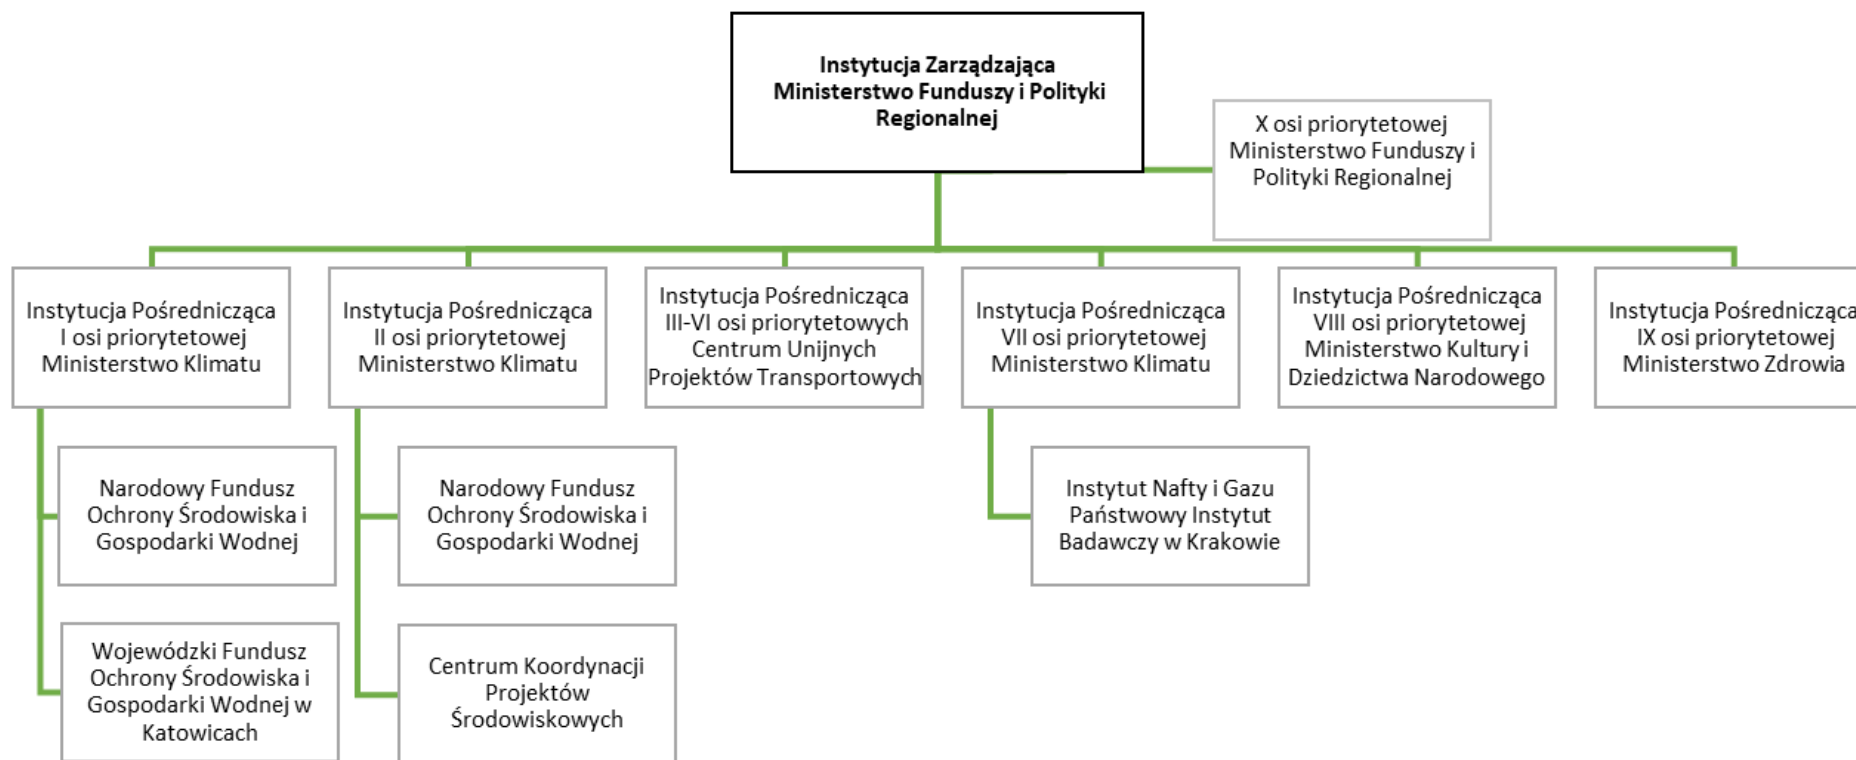 Instytucja Zarządzająca
Ministerstwo Funduszy i Polityki
Regionalnej
X osi priorytetowej
Ministerstwo Funduszy i
Polityki Regionalnej
Instytucja Pośrednicząca
I osi priorytetowej
Ministerstwo Klimatu
Instytucja Pośrednicząca
II osi priorytetowej
Ministerstwo Klimatu
Instytucja Pośrednicząca
III-VI osi priorytetowych
Centrum Unijnych
Projektów Transportowych
Instytucja Pośrednicząca
VII osi priorytetowej
Ministerstwo Klimatu
Instytucja Pośrednicząca
VIII osi priorytetowej
Ministerstwo Kultury i
Dziedzictwa Narodowego
Instytucja Pośrednicząca
IX osi priorytetowej
Ministerstwo Zdrowia
Narodowy Fundusz
Ochrony Środowiska i
Gospodarki Wodnej
Narodowy Fundusz
Ochrony Środowiska i
Gospodarki Wodnej
Instytut Nafty i Gazu
Państwowy Instytut
Badawczy w Krakowie
Wojewódzki Fundusz
Ochrony Środowiska i
Gospodarki Wodnej w
Katowicach
Centrum Koordynacji
Projektów
Środowiskowych